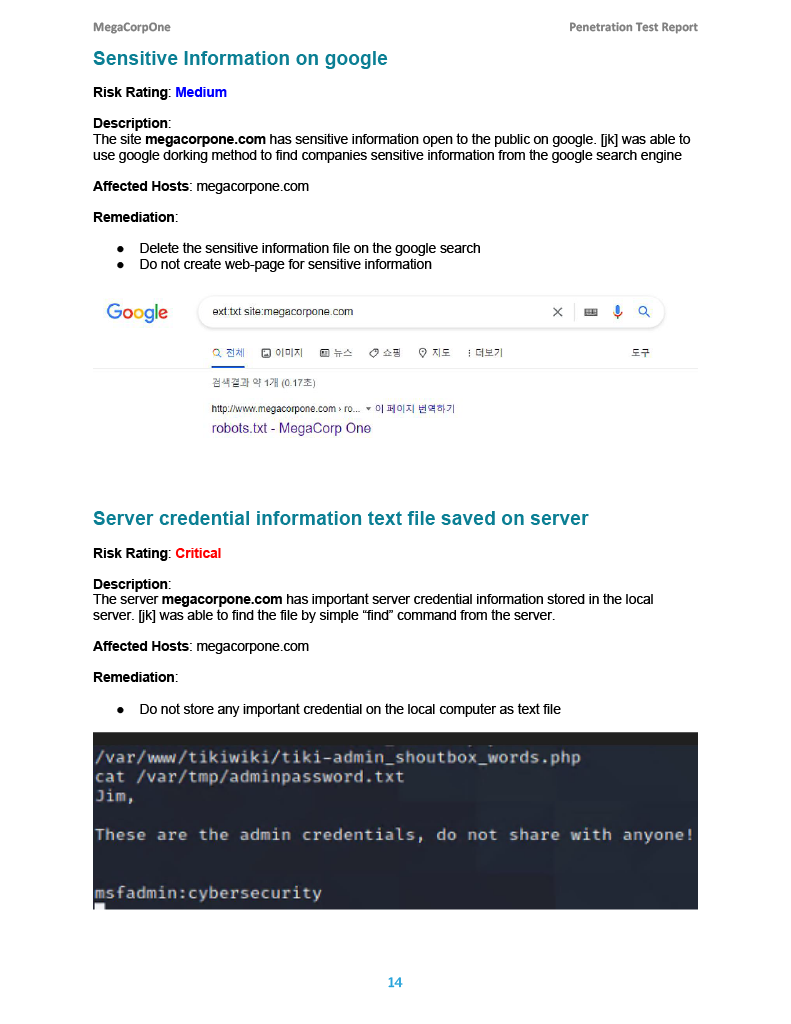 MegaCorpOne Penetration Test Report
Sensitive Information on google
Risk Rating: Medium
Description:
The site megacorpone.com has sensitive information open to the public on google. [jk] was able to
use google dorking method to find companies sensitive information from the google search engine
Affected Hosts: megacorpone.com
Remediation:
● Delete the sensitive information file on the google search
● Do not create web-page for sensitive information
Google ext:txt site:megacorpone.com
전체 이미지 뉴스 쇼핑 지도 더보기 도구
검색결과 약 1개 (0.17초)
http://www.megacorpone.com › ro... ▾ 이 페이지 번역하기
robots.txt - MegaCorp One
Server credential information text file saved on server
Risk Rating: Critical
Description:
The server megacorpone.com has important server credential information stored in the local
server. [jk] was able to find the file by simple “find” command from the server.
Affected Hosts: megacorpone.com
Remediation:
● Do not store any important credential on the local computer as text file
/var/www/tikiwiki/tiki-admin_shoutbox_words.php
cat /var/tmp/adminpassword.txt
Jim,
These are the admin credentials, do not share with anyone!
msfadmin:cybersecurity
14